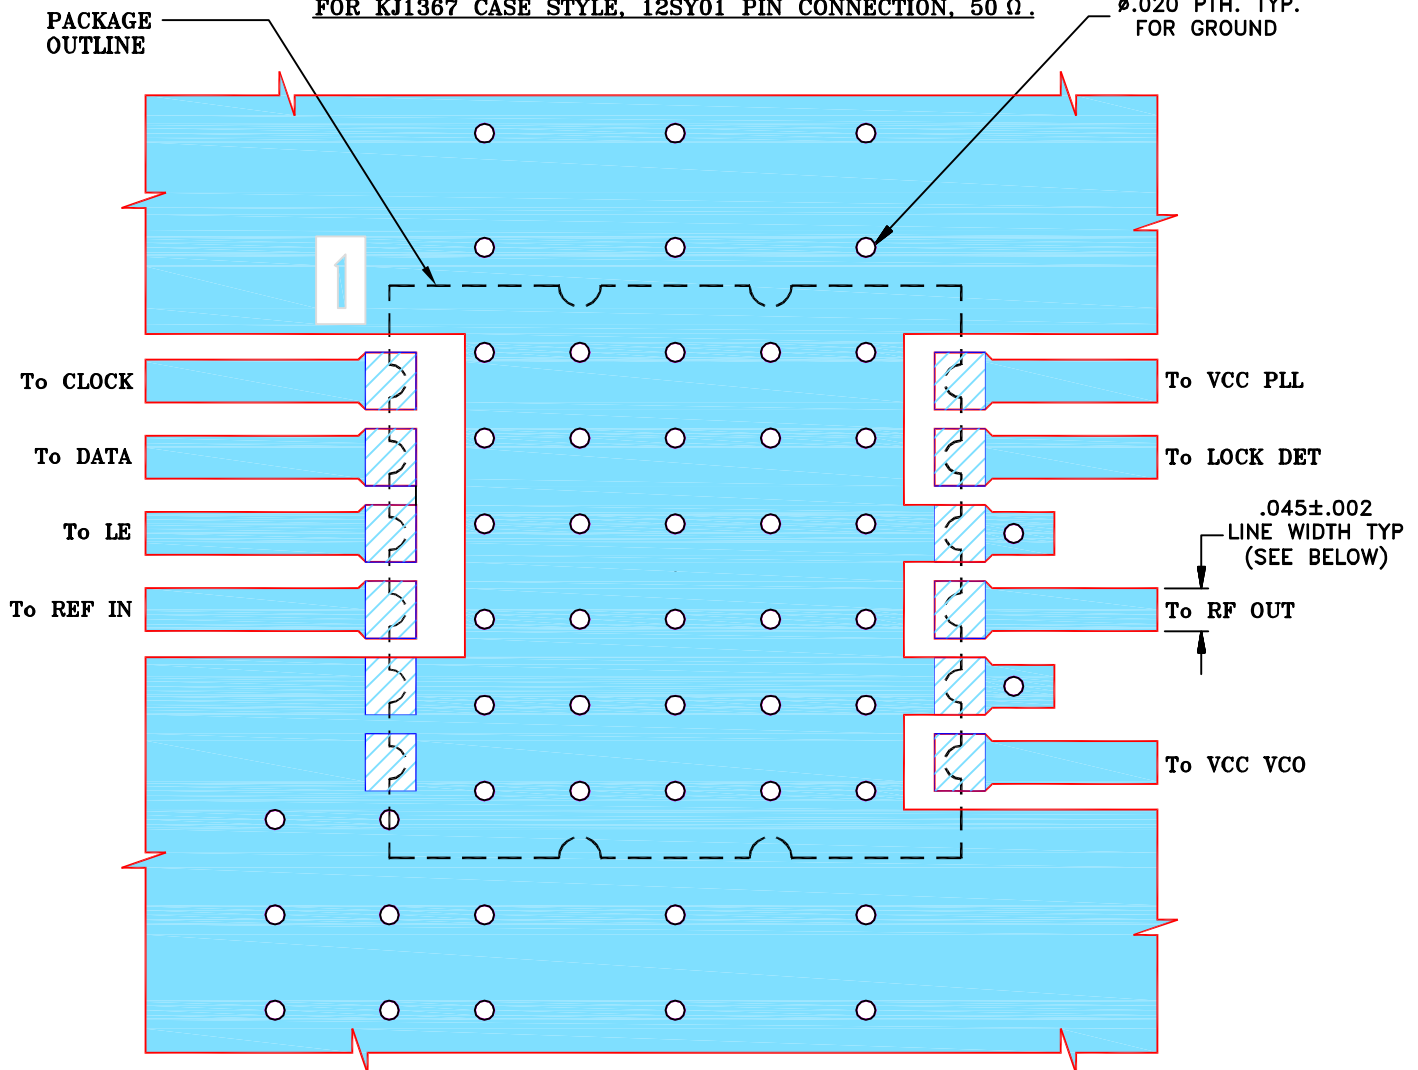 FOR KJ1367 CASE STYLE, 12SY01 PIN CONNECTION, 50 Ω.
PACKAGE
OUTLINE
ø.020 PTH. TYP.
FOR GROUND
1
To CLOCK
To DATA
To LE
To REF IN
To VCC PLL
To LOCK DET
.045±.002
LINE WIDTH TYP
(SEE BELOW)
To RF OUT
To VCC VCO